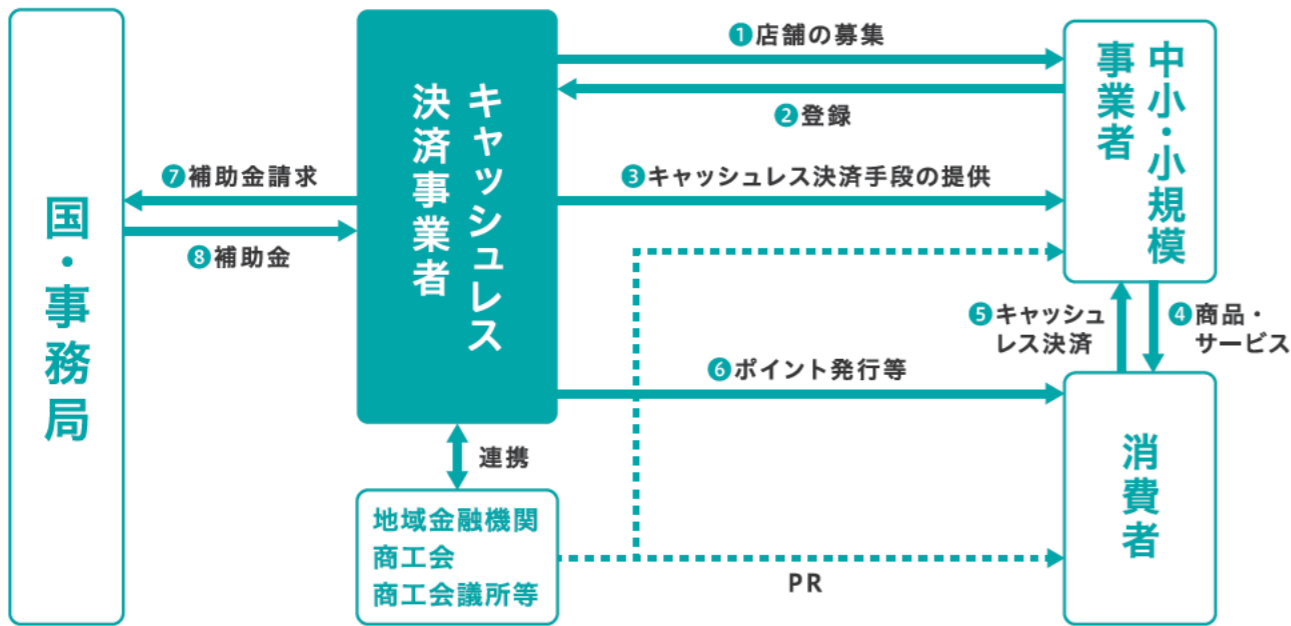 国・事務局
❼補助金請求
❽補助金
キャッシュレス
決済事業者
❶店舗の募集
❷登録
❸キャッシュレス決済手段の提供
中小・小規模
事業者
❺キャッシュ
レス決済
❹商品・
サービス
❻ポイント発行等
消費者
連携
地域金融機関
商工会
商工会議所等
PR